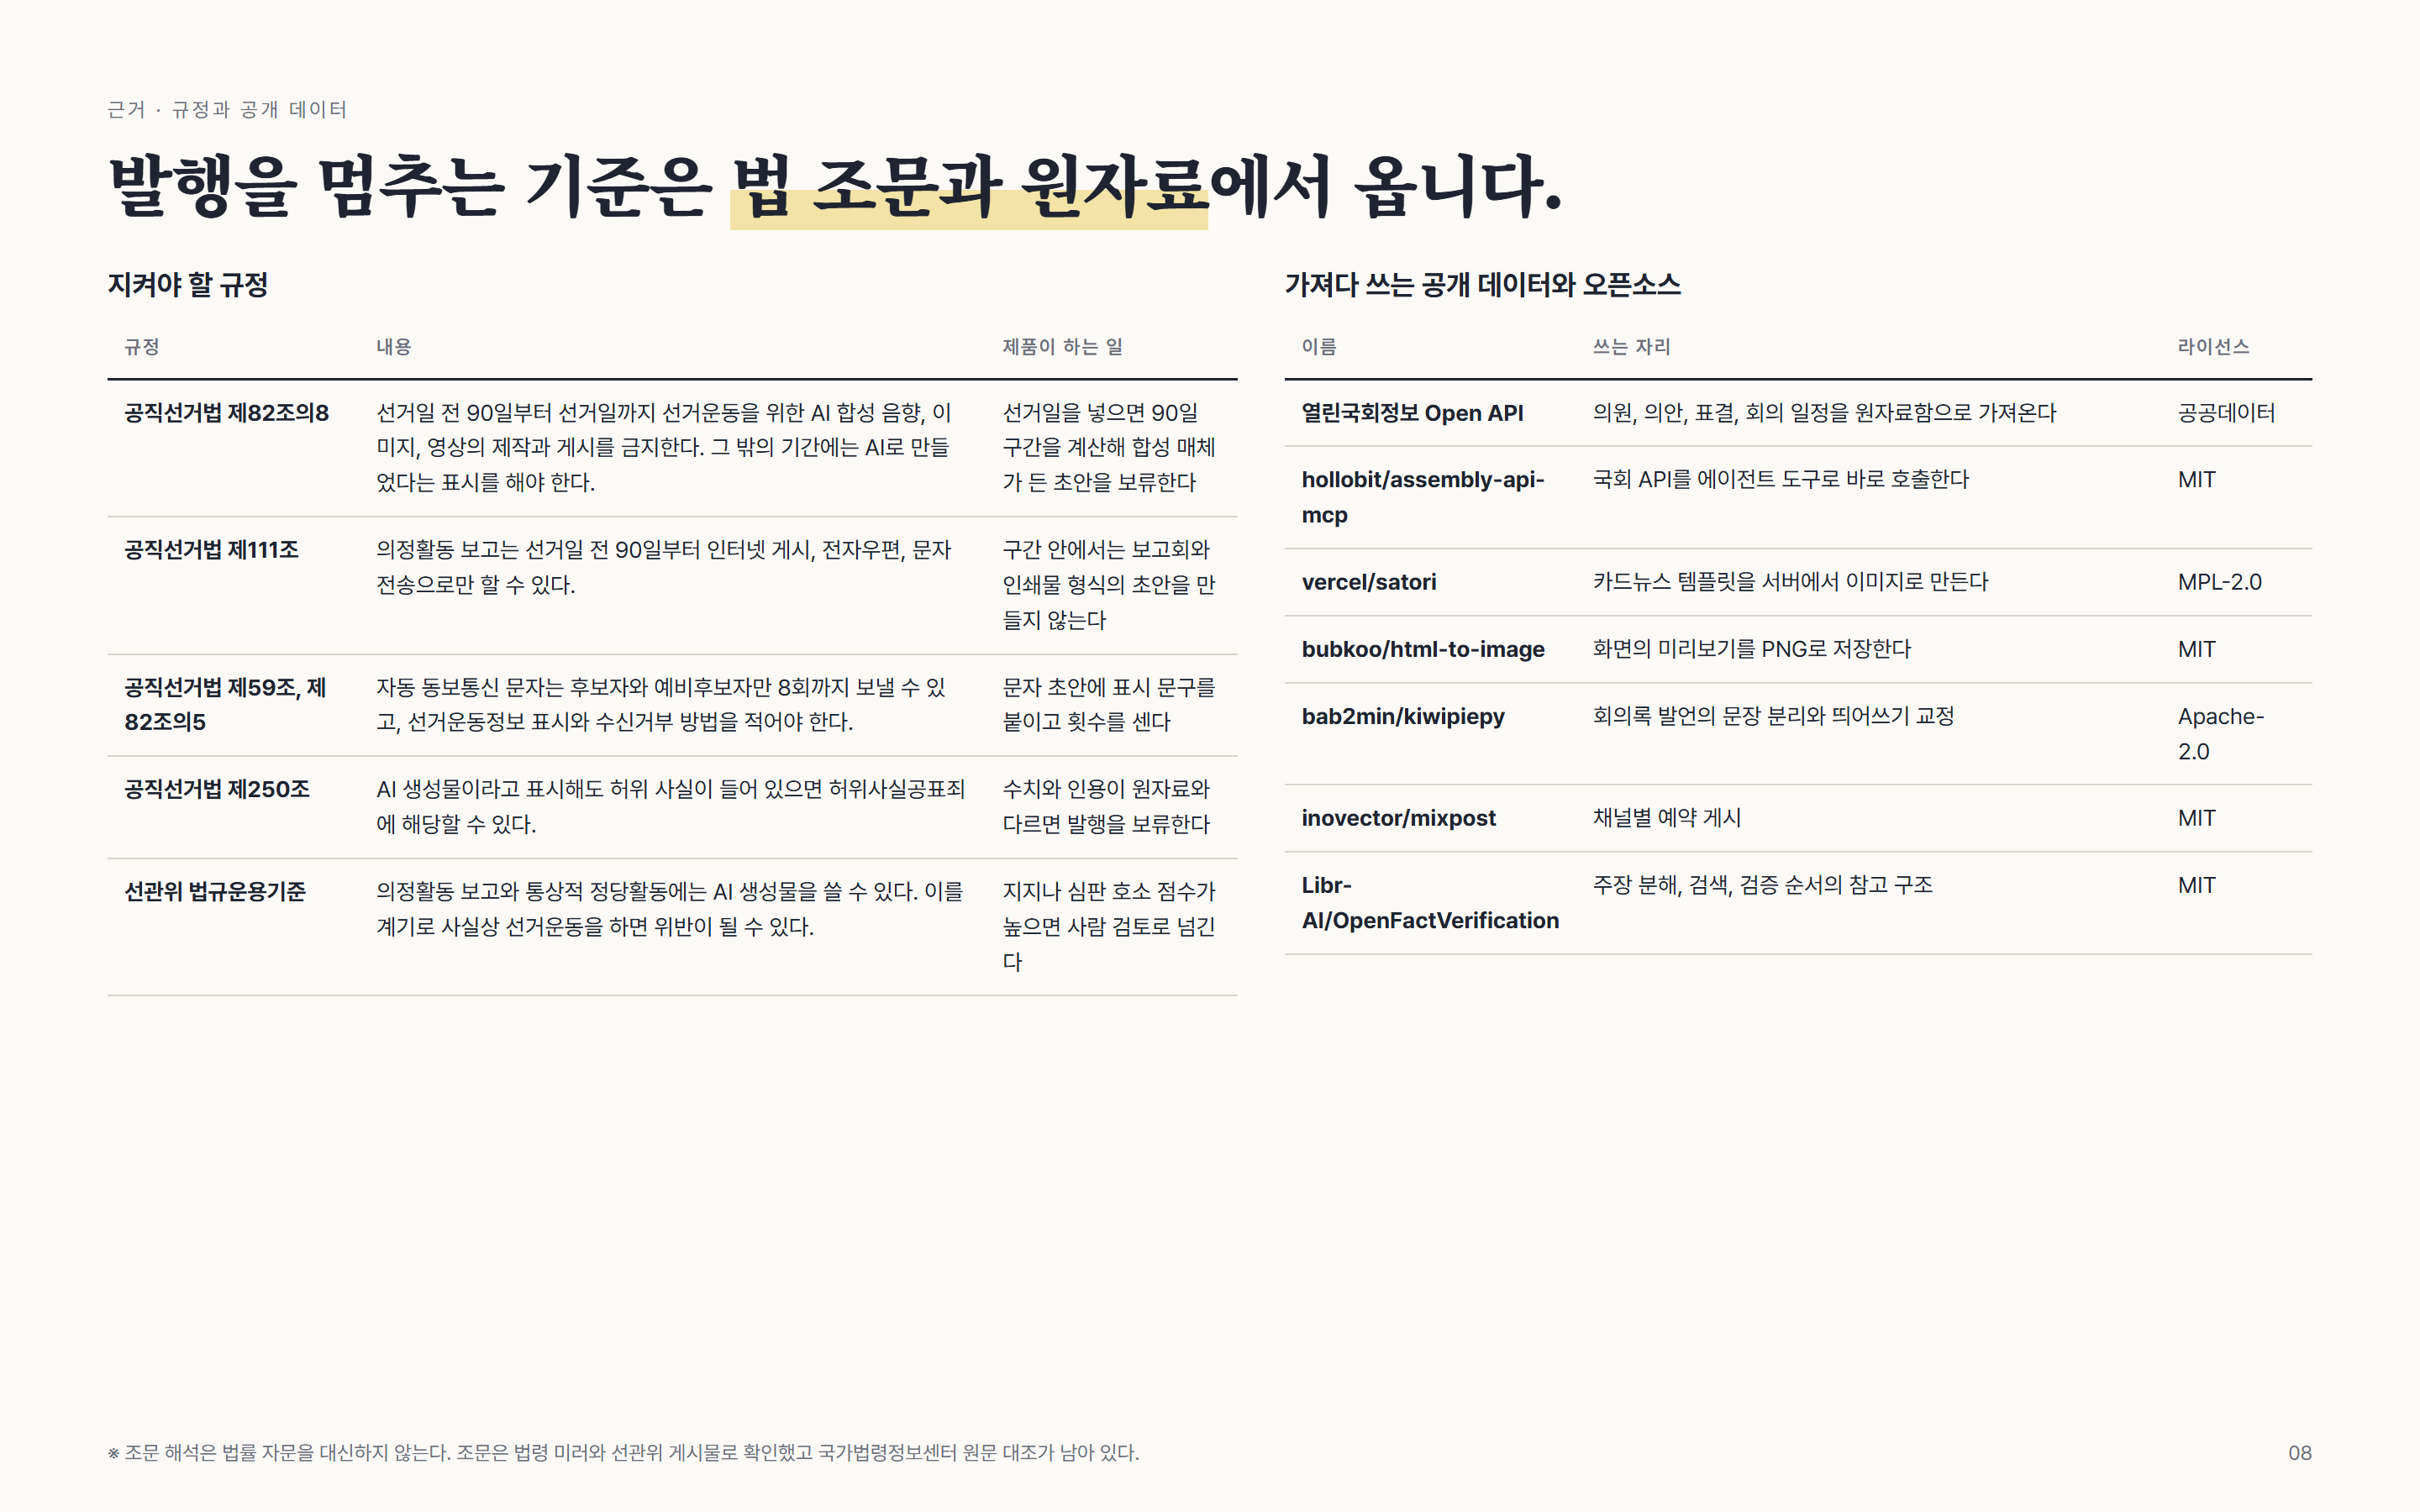 근거 · 규정과 공개 데이터
발행을 멈추는 기준은 법 조문과 원자료에서 옵니다.
지켜야 할 규정
규정 내용 제품이 하는 일
공직선거법 제82조의8 선거일 전 90일부터 선거일까지 선거운동을 위한 AI 합성 음향, 이 선거일을 넣으면 90일
미지, 영상의 제작과 게시를 금지한다. 그 밖의 기간에는 AI로 만들 구간을 계산해 합성 매체
었다는 표시를 해야 한다. 가 든 초안을 보류한다
공직선거법 제111조 의정활동 보고는 선거일 전 90일부터 인터넷 게시, 전자우편, 문자 구간 안에서는 보고회와
전송으로만 할 수 있다. 인쇄물 형식의 초안을 만
들지 않는다
공직선거법 제59조, 제 자동 동보통신 문자는 후보자와 예비후보자만 8회까지 보낼 수 있 문자 초안에 표시 문구를
82조의5 고, 선거운동정보 표시와 수신거부 방법을 적어야 한다. 붙이고 횟수를 센다
공직선거법 제250조 AI 생성물이라고 표시해도 허위 사실이 들어 있으면 허위사실공표죄 수치와 인용이 원자료와
에 해당할 수 있다. 다르면 발행을 보류한다
선관위 법규운용기준 의정활동 보고와 통상적 정당활동에는 AI 생성물을 쓸 수 있다. 이를 지지나 심판 호소 점수가
계기로 사실상 선거운동을 하면 위반이 될 수 있다. 높으면 사람 검토로 넘긴
다
가져다 쓰는 공개 데이터와 오픈소스
이름 쓰는 자리 라이선스
열린국회정보 Open API 의원, 의안, 표결, 회의 일정을 원자료함으로 가져온다 공공데이터
hollobit/assembly-api- 국회 API를 에이전트 도구로 바로 호출한다 MIT
mcp
vercel/satori 카드뉴스 템플릿을 서버에서 이미지로 만든다 MPL-2.0
bubkoo/html-to-image 화면의 미리보기를 PNG로 저장한다 MIT
bab2min/kiwipiepy 회의록 발언의 문장 분리와 띄어쓰기 교정 Apache-
2.0
inovector/mixpost 채널별 예약 게시 MIT
Libr- 주장 분해, 검색, 검증 순서의 참고 구조 MIT
AI/OpenFactVerification
※ 조문 해석은 법률 자문을 대신하지 않는다. 조문은 법령 미러와 선관위 게시물로 확인했고 국가법령정보센터 원문 대조가 남아 있다.
08